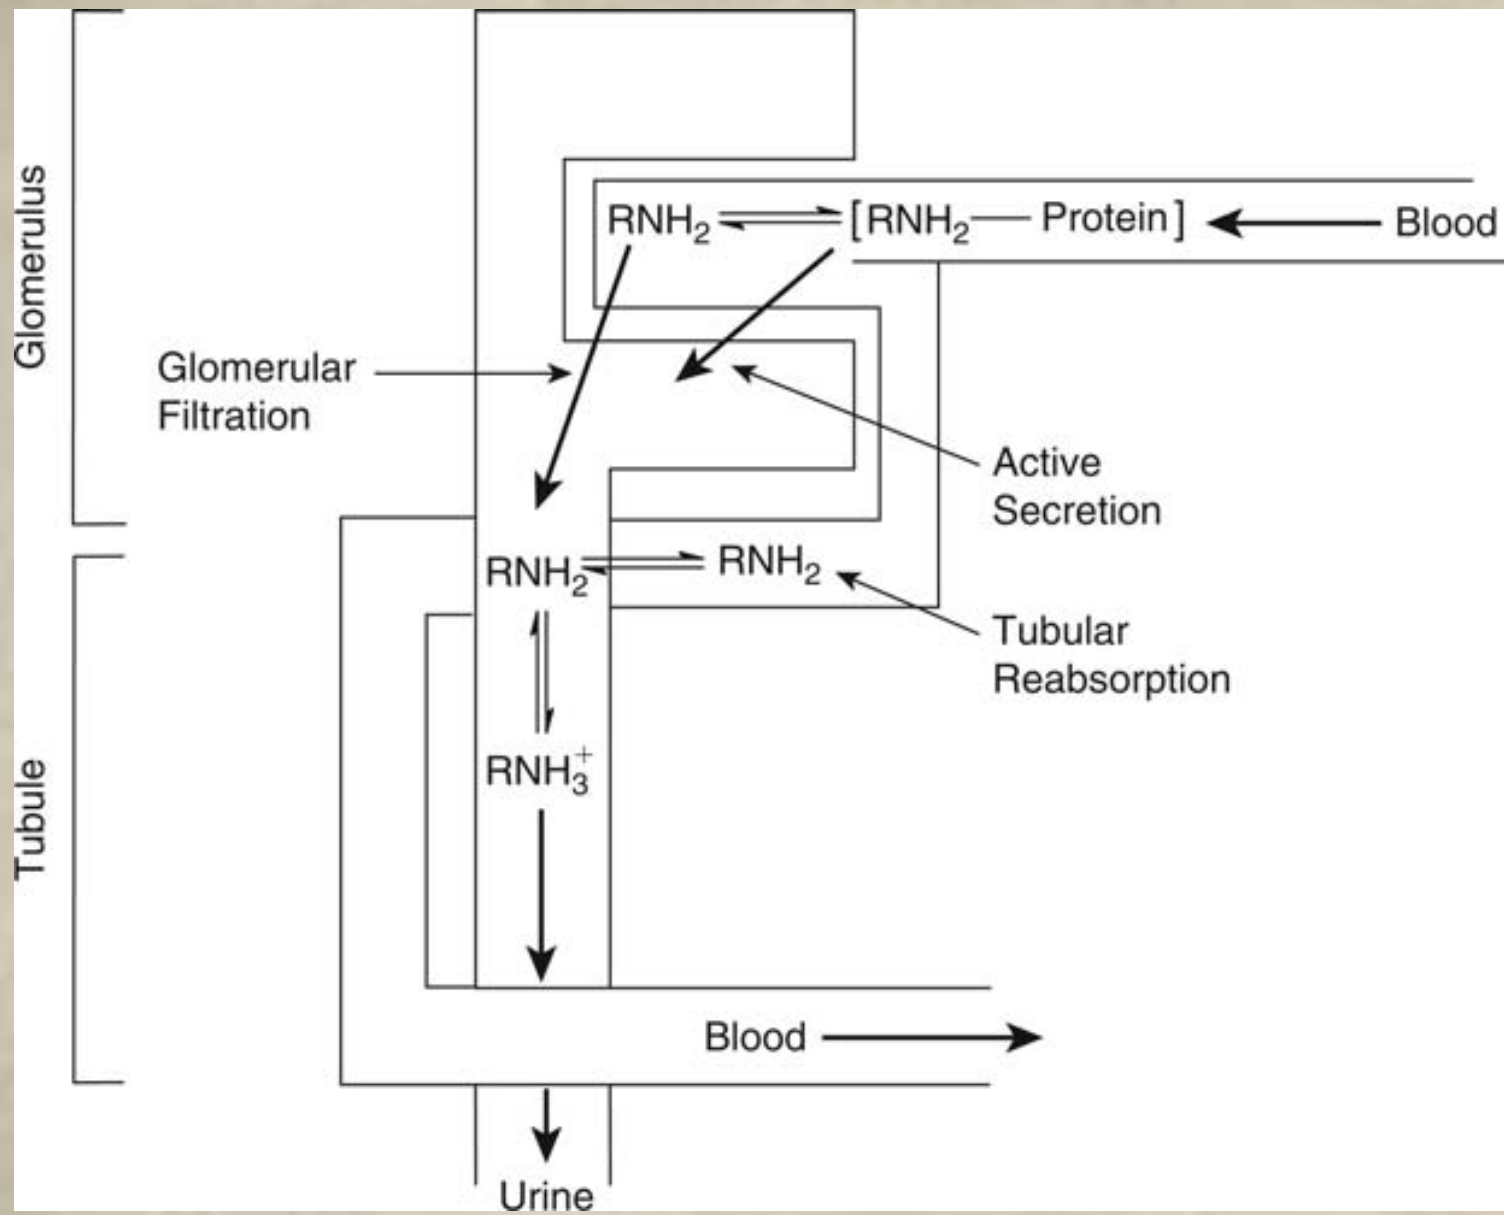 Glomerulus
RNH₂ ⇌ [RNH₂— Protein] Blood
Glomerular
Filtration
Active
Secretion
RNH₂ ⇌ RNH₂
Tubular
Reabsorption
RNH₃⁺
Tubule
Blood
Urine